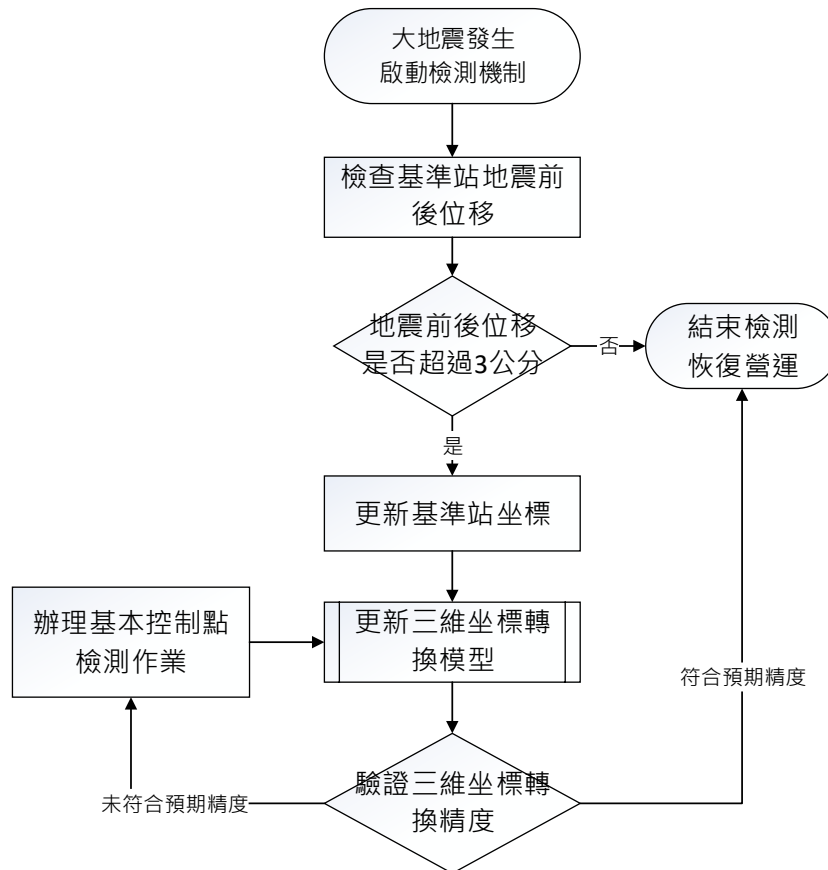 大地震發生
啟動檢測機制
檢查基準站地震前
後位移
地震前後位移
是否超過3公分
否
結束檢測
恢復營運
是
更新基準站坐標
辦理基本控制點
檢測作業
更新三維坐標轉
換模型
符合預期精度
驗證三維坐標轉
換精度
未符合預期精度